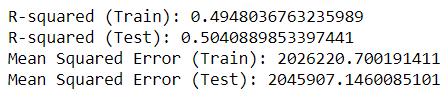 R-squared (Train): 0.4948036763235989
R-squared (Test): 0.5040889853397441
Mean Squared Error (Train): 2026220.700191411
Mean Squared Error (Test): 2045907.1460085101